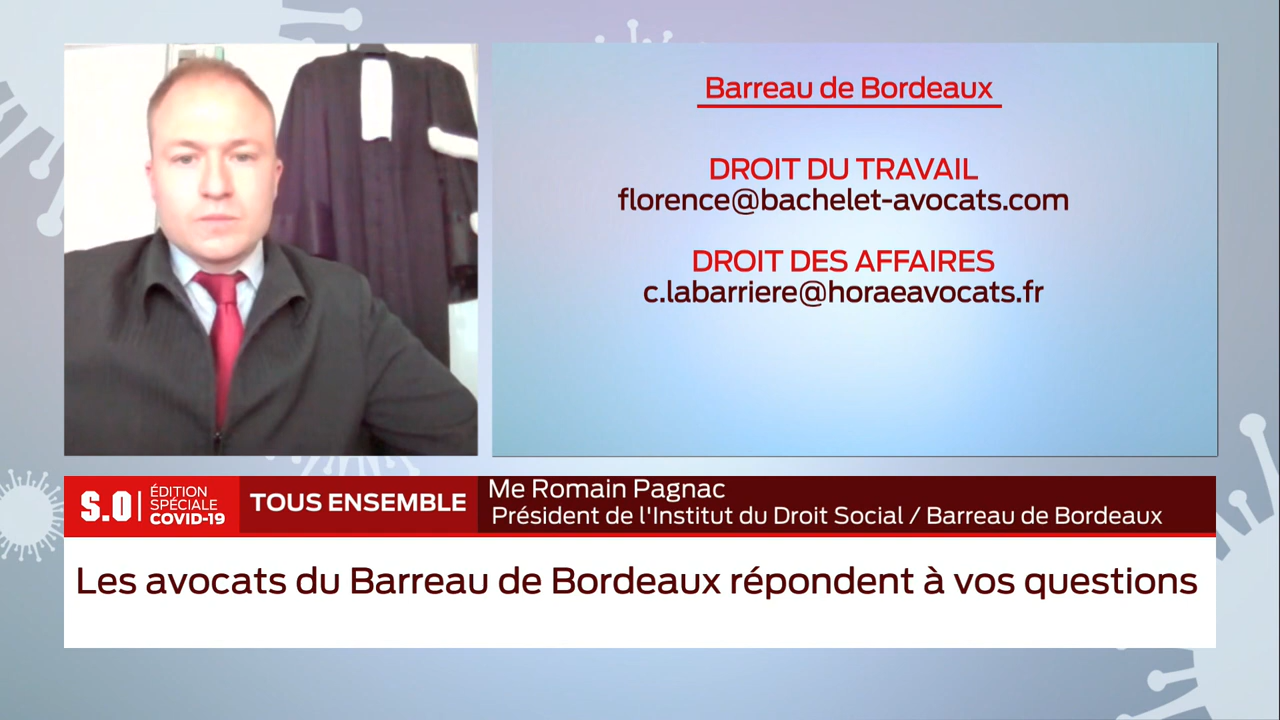 Barreau de Bordeaux
DROIT DU TRAVAIL
florence@bachelet-avocats.com
DROIT DES AFFAIRES
c.labarriere@horaeavocats.fr
S.O
ÉDITION
SPÉCIALE
COVID-19
TOUS ENSEMBLE
Me Romain Pagnac
Président de l'Institut du Droit Social / Barreau de Bordeaux
Les avocats du Barreau de Bordeaux répondent à vos questions